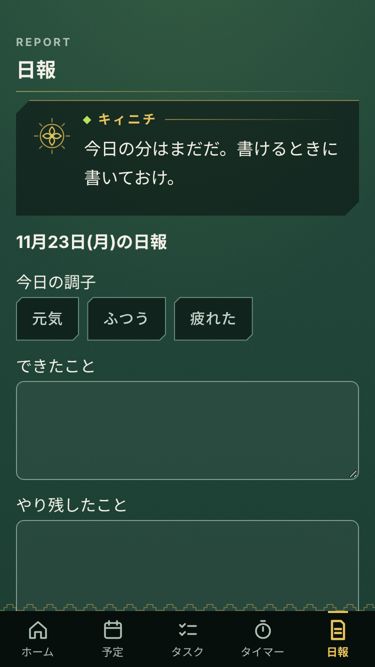 REPORT
日報
キィニチ
今日の分はまだだ。書けるときに
書いておけ。
11月23日(月)の日報
今日の調子
元気 ふつう 疲れた
できたこと
やり残したこと
ホーム 予定 タスク タイマー 日報